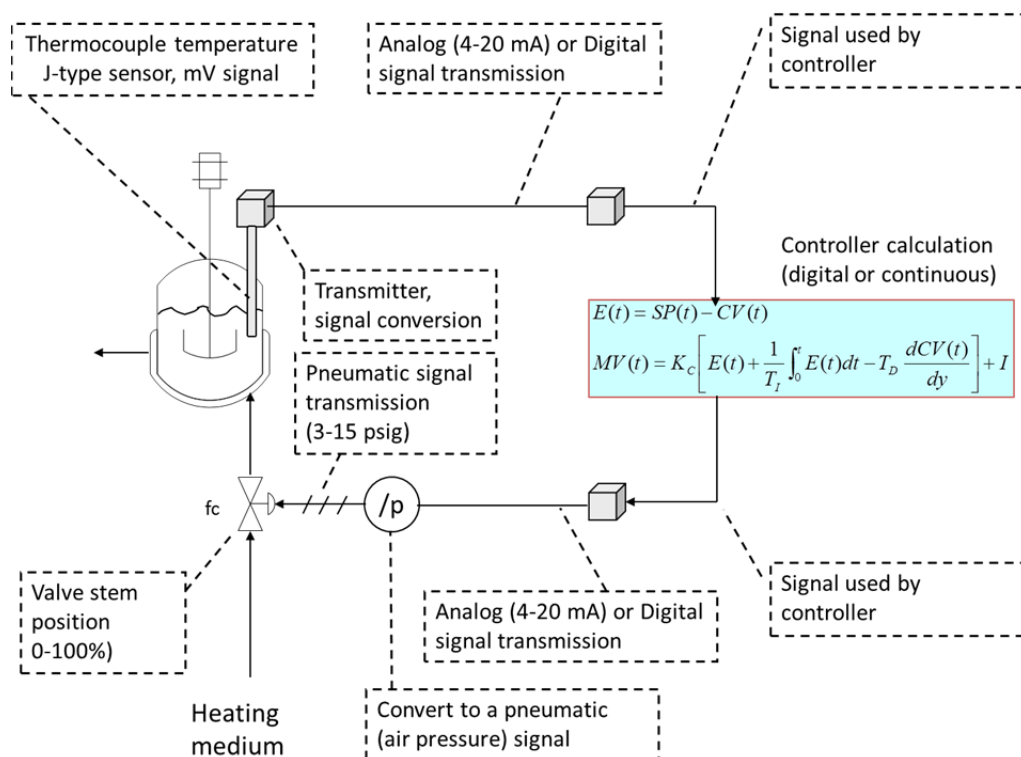 Thermocouple temperature
J-type sensor, mV signal
Analog (4-20 mA) or Digital
signal transmission
Signal used by
controller
Transmitter,
signal conversion
Controller calculation
(digital or continuous)
E(t) = SP(t) − CV(t)
MV(t) = K_C [ E(t) + \frac{1}{T_I} \int_0^t E(t)dt − T_D \frac{dCV(t)}{dy} ] + I
Pneumatic signal
transmission
(3-15 psig)
fc
/p
Valve stem
position
0-100%)
Analog (4-20 mA) or Digital
signal transmission
Signal used by
controller
Heating
medium
Convert to a pneumatic
(air pressure) signal